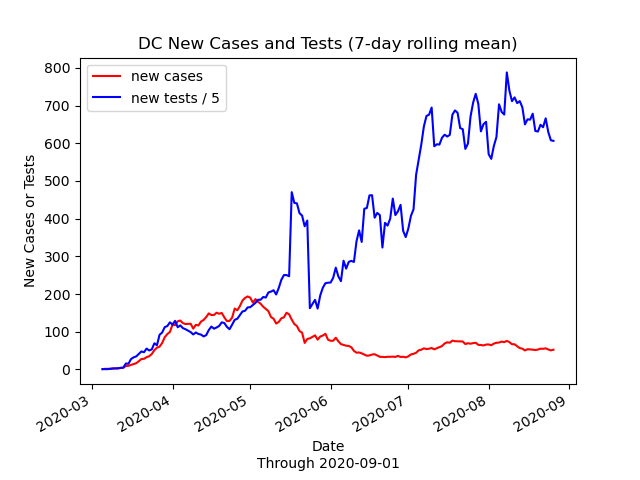 DC New Cases and Tests (7-day rolling mean)
new cases
new tests / 5
800
700
600
500
400
300
200
100
0
New Cases or Tests
2020-03
2020-04
2020-05
2020-06
2020-07
2020-08
2020-09
Date
Through 2020-09-01